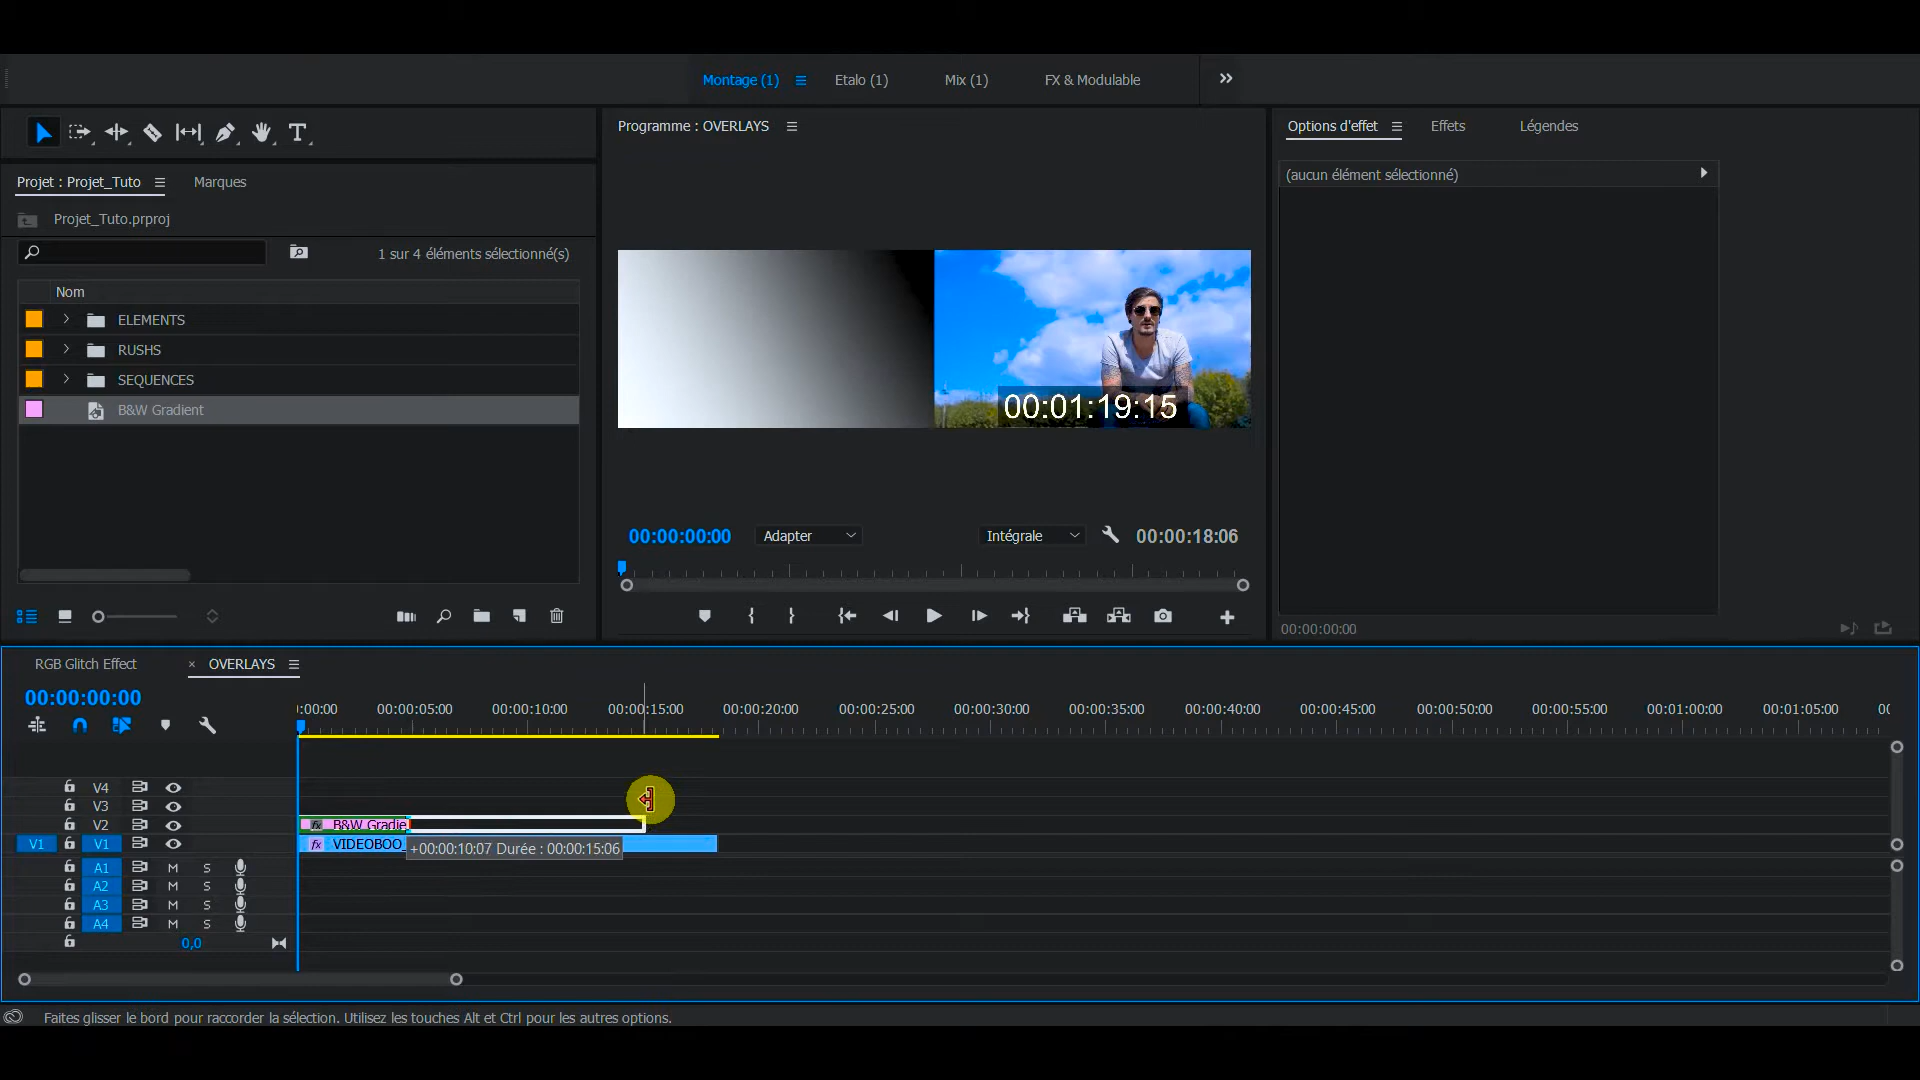 Montage (1)
Etalo (1)
Mix (1)
FX & Modulable
Projet : Projet_Tuto
Marques
Projet_Tuto.prproj
1 sur 4 éléments sélectionné(s)
Nom
ELEMENTS
RUSHS
SEQUENCES
B&W Gradient
Programme : OVERLAYS
00:01:19:15
00:00:00:00
Adapter
Intégrale
00:00:18:06
Options d'effet
Effets
Légendes
(aucun élément sélectionné)
00:00:00:00
RGB Glitch Effect
× OVERLAYS
00:00:00:00
:00:00
00:00:05:00
00:00:10:00
00:00:15:00
00:00:20:00
00:00:25:00
00:00:30:00
00:00:35:00
00:00:40:00
00:00:45:00
00:00:50:00
00:00:55:00
00:01:00:00
00:01:05:00
V4
V3
V2
fx B&W Gradie
V1 V1
fx VIDEOBOO_
+00:00:10:07 Durée : 00:00:15:06
A1 M S
A2 M S
A3 M S
A4 M S
0,0
Faites glisser le bord pour raccorder la sélection. Utilisez les touches Alt et Ctrl pour les autres options.